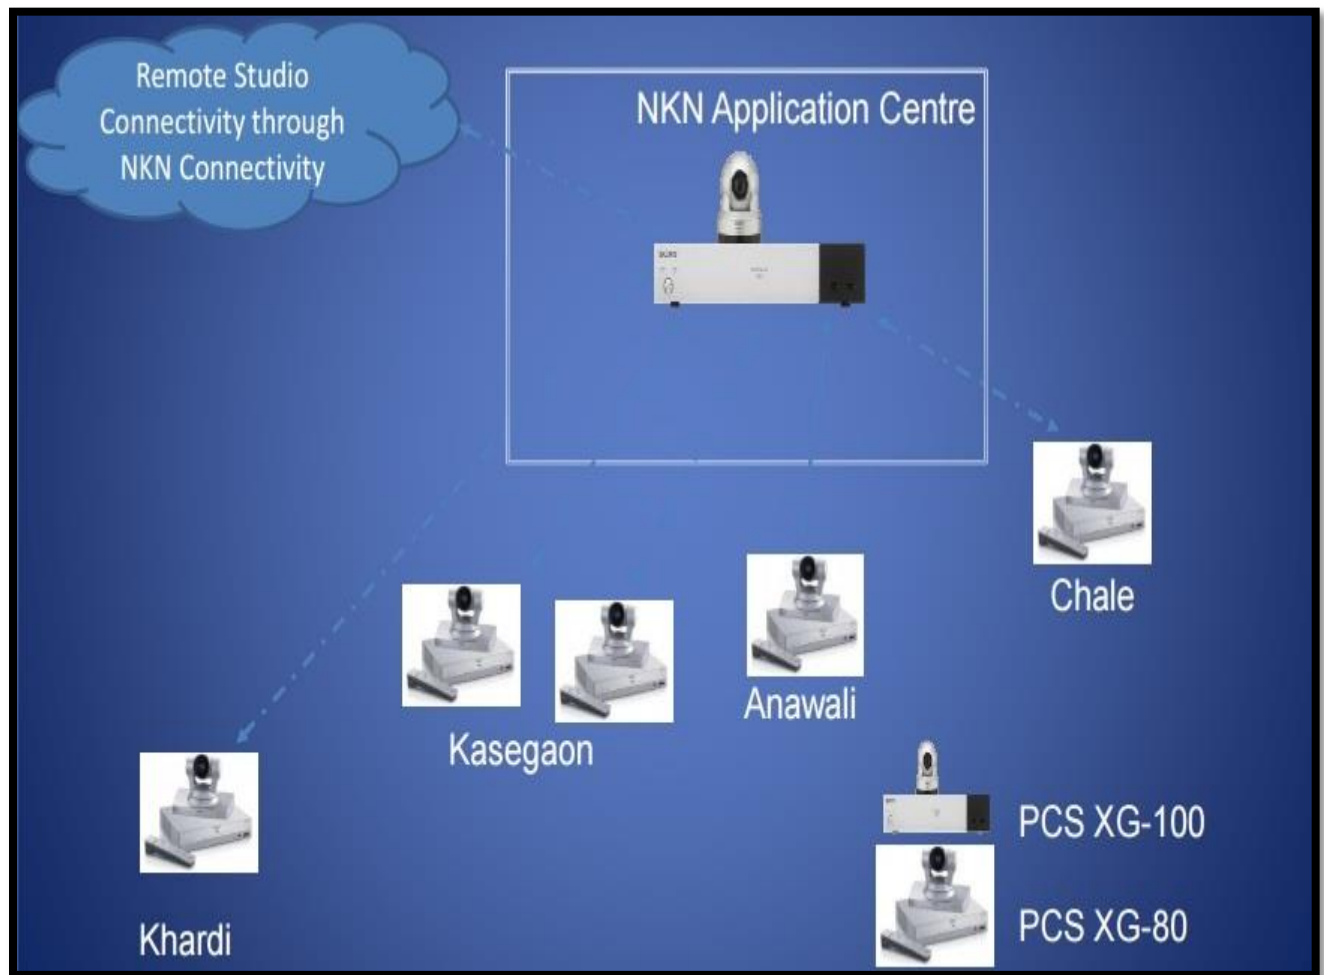 Remote Studio
Connectivity through
NKN Connectivity
NKN Application Centre
Chale
Anawali
Kasegaon
Khardi
PCS XG-100
PCS XG-80